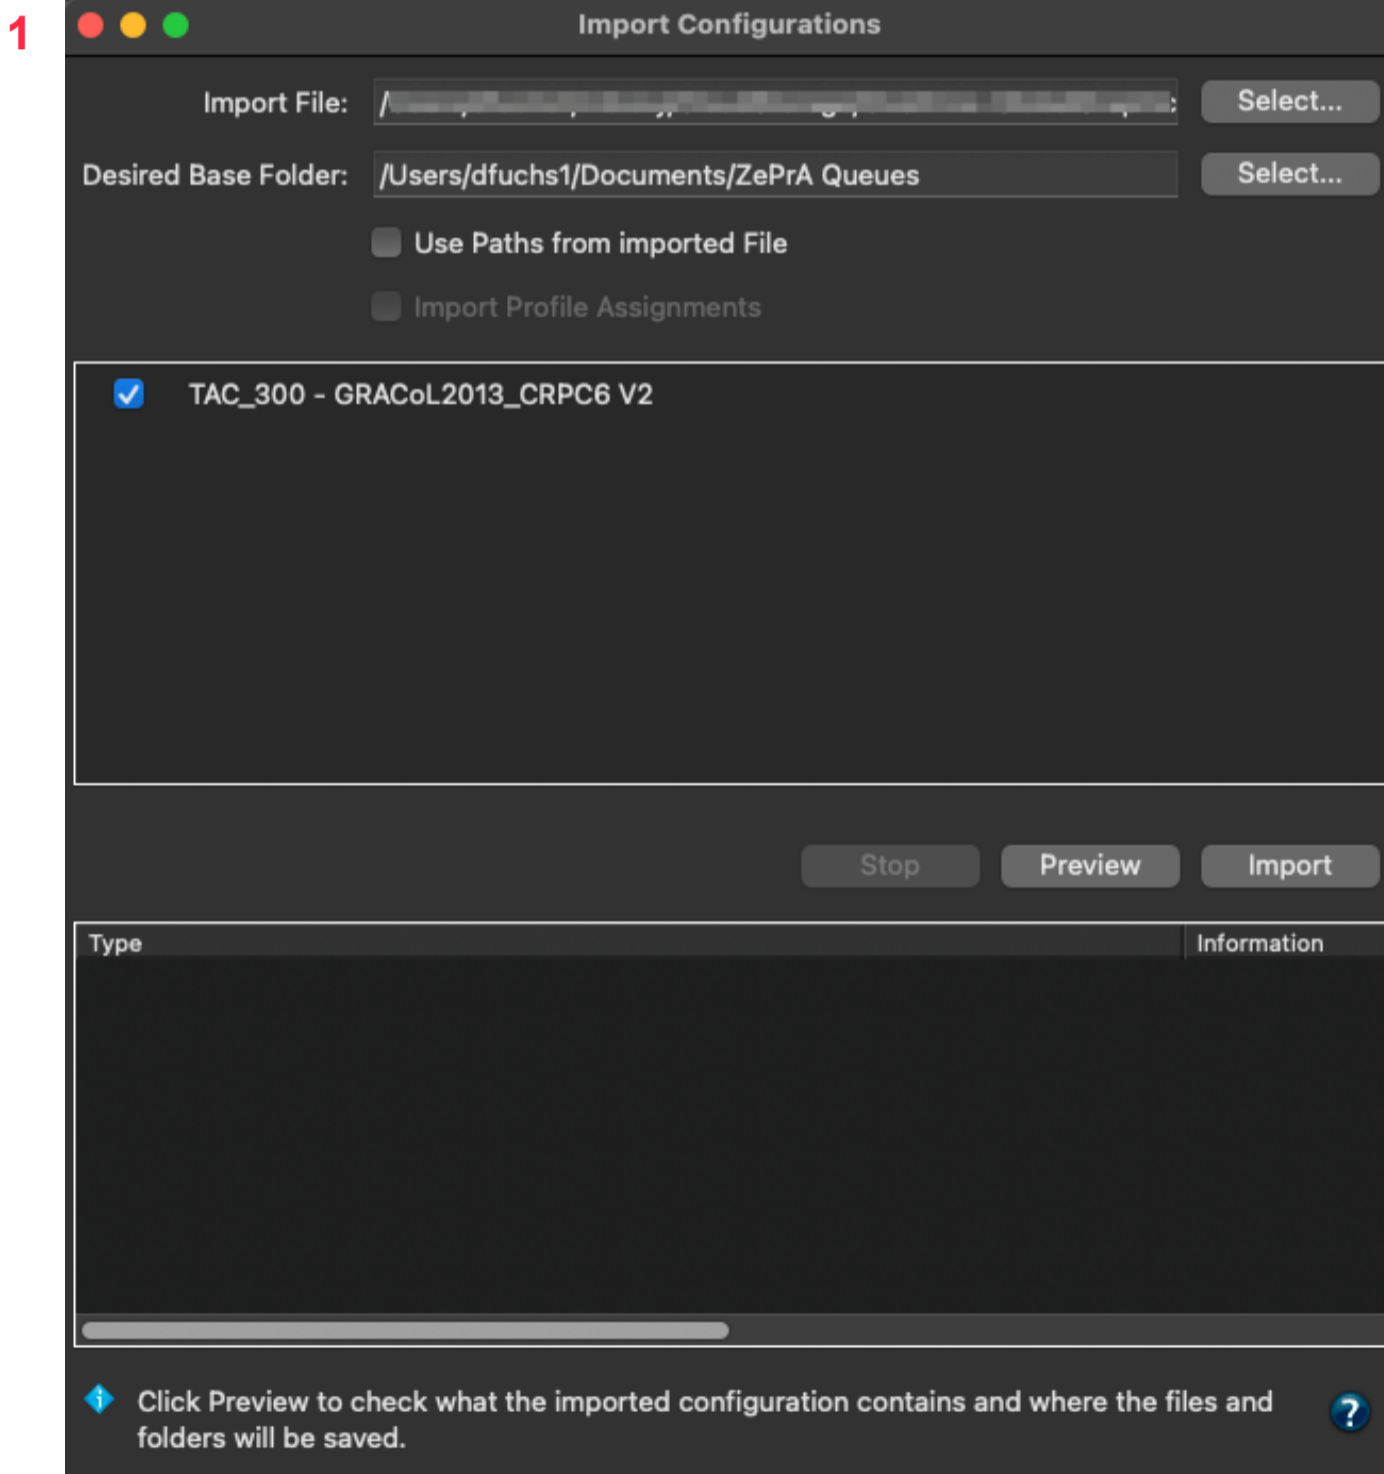 1
Import Configurations
Import File: /
Select...
Desired Base Folder: /Users/dfuchs1/Documents/ZePrA Queues
Select...
Use Paths from imported File
Import Profile Assignments
TAC_300 - GRACoL2013_CRPC6 V2
Stop
Preview
Import
Type
Information
Click Preview to check what the imported configuration contains and where the files and
folders will be saved.
?